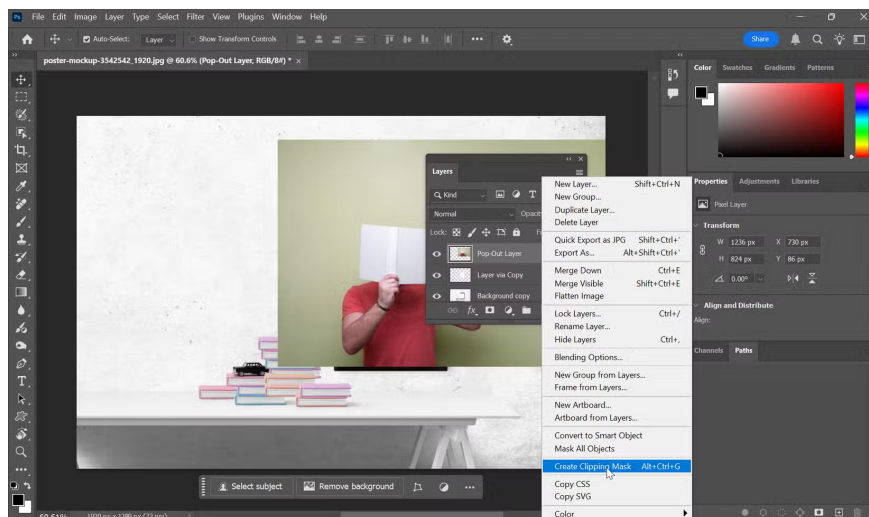 Ps File Edit Image Layer Type Select Filter View Plugins Window Help
Auto-Select: Layer Show Transform Controls Share
poster-mockup-3542542_1920.jpg @ 60.6% (Pop-Out Layer, RGB/8#) * ×
Color Swatches Gradients Patterns
Layers
Kind
Normal
Lock:
Pop-Out Layer
Layer via Copy
Background copy
fx
New Layer... Shift+Ctrl+N
New Group...
Duplicate Layer...
Delete Layer
Quick Export as JPG Shift+Ctrl+'
Export As... Alt+Shift+Ctrl+'
Merge Down Ctrl+E
Merge Visible Shift+Ctrl+E
Flatten Image
Lock Layers... Ctrl+/
Rename Layer...
Hide Layers Ctrl+,
Blending Options...
New Group from Layers...
Frame from Layers...
New Artboard...
Artboard from Layers...
Convert to Smart Object
Mask All Objects
Create Clipping Mask Alt+Ctrl+G
Copy CSS
Copy SVG
Color
Properties Adjustments Libraries
Pixel Layer
Transform
W 1236 px X 730 px
H 824 px Y 86 px
0.00°
Align and Distribute
Align:
Channels Paths
Select subject Remove background